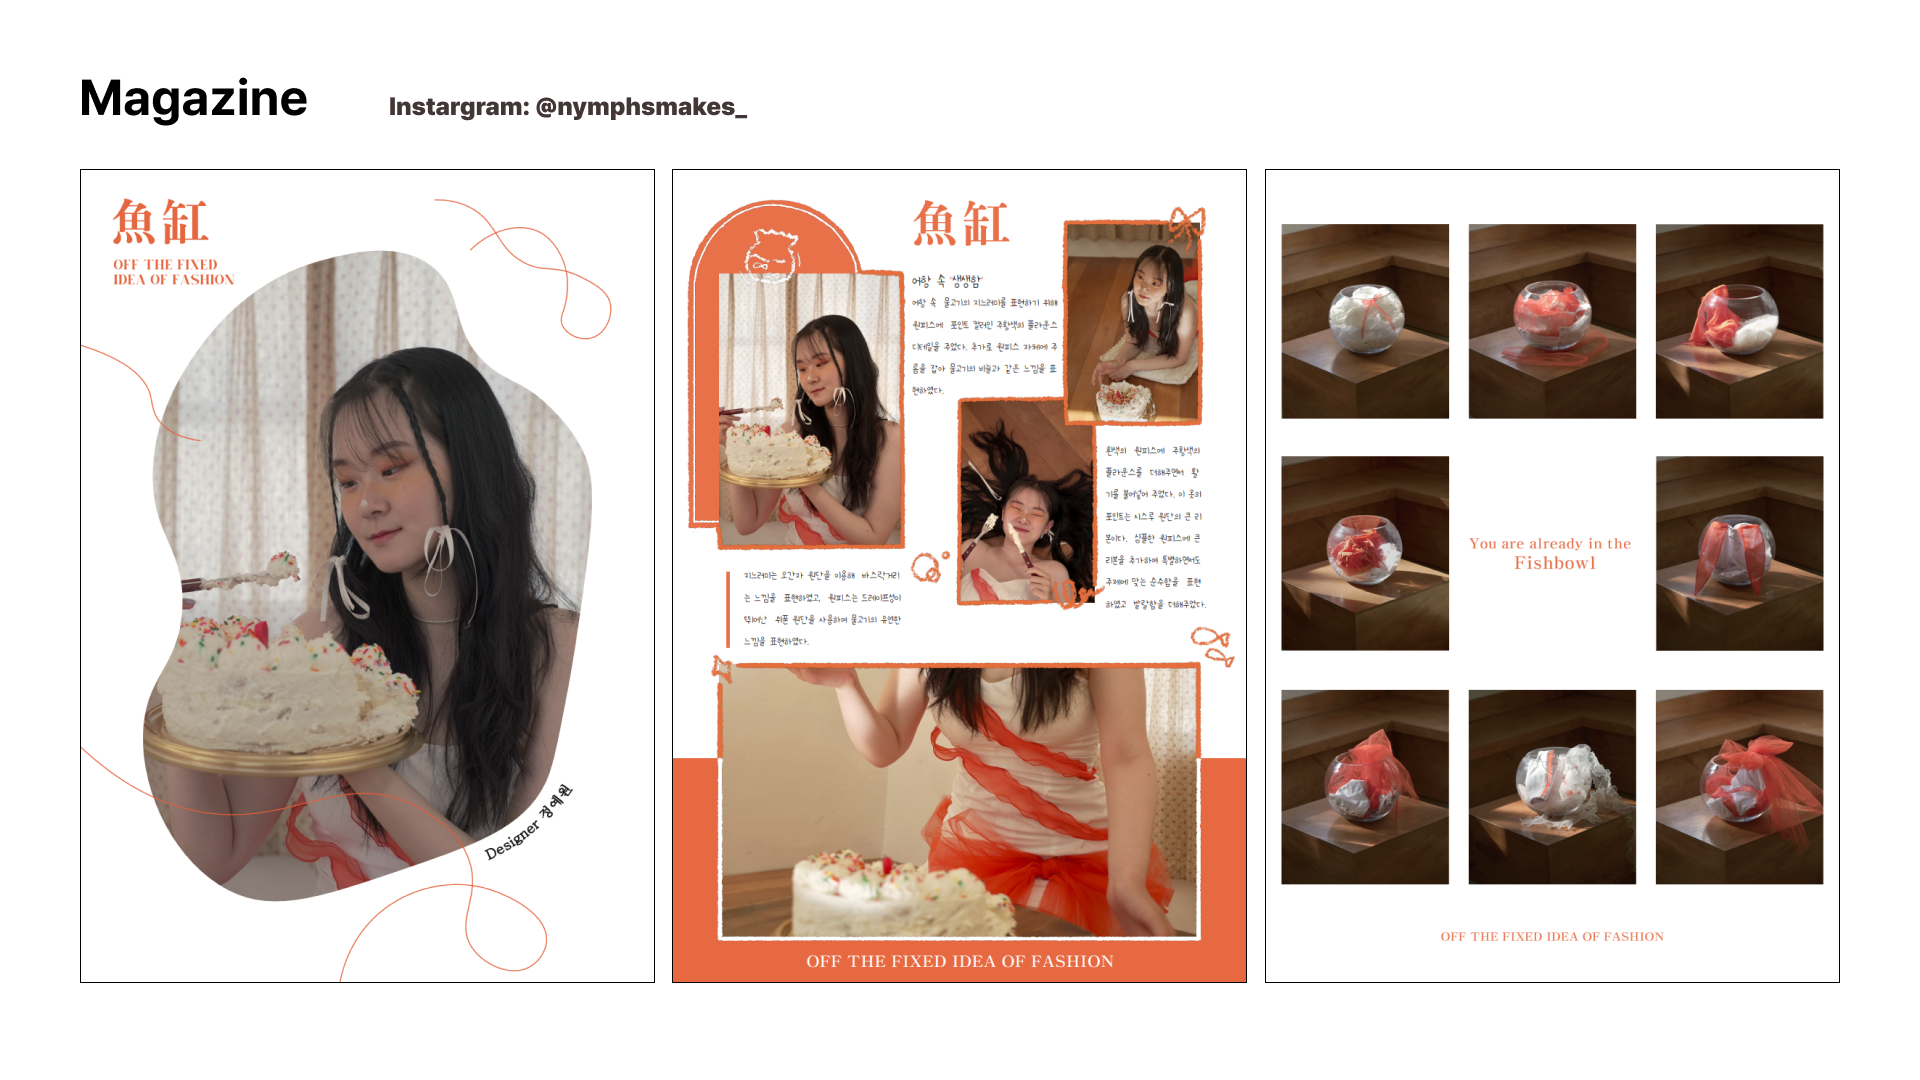 Magazine
Instargram: @nymphsmakes_
魚缸
OFF THE FIXED
IDEA OF FASHION
Designer 정예원
魚缸
어항 속 '생생함'
어항 속 물고기의 지느러미를 표현하기 위해
원피스에 포인트 컬러인 주황색의 플라운스
디테일을 주었다. 추가로 원피스 자체에 주
름을 잡아 물고기의 비늘과 같은 느낌을 표
현하였다.
흰색의 원피스에 주황색의
플라운스를 더해주면서 활
기를 불어넣어 주었다. 이 옷의
포인트는 시스루 원단의 큰 리
본이다. 심플한 원피스에 큰
리본을 추가하여 특별하면서도
주제에 맞는 순수함을 표현
하였고 발랄함을 더해주었다.
지느러미는 오간자 원단을 이용해 바스락거리
는 느낌을 표현하였고, 원피스는 드레이프성이
뛰어난 쉬폰 원단을 사용하여 물고기의 유연한
느낌을 표현하였다.
OFF THE FIXED IDEA OF FASHION
You are already in the
Fishbowl
OFF THE FIXED IDEA OF FASHION